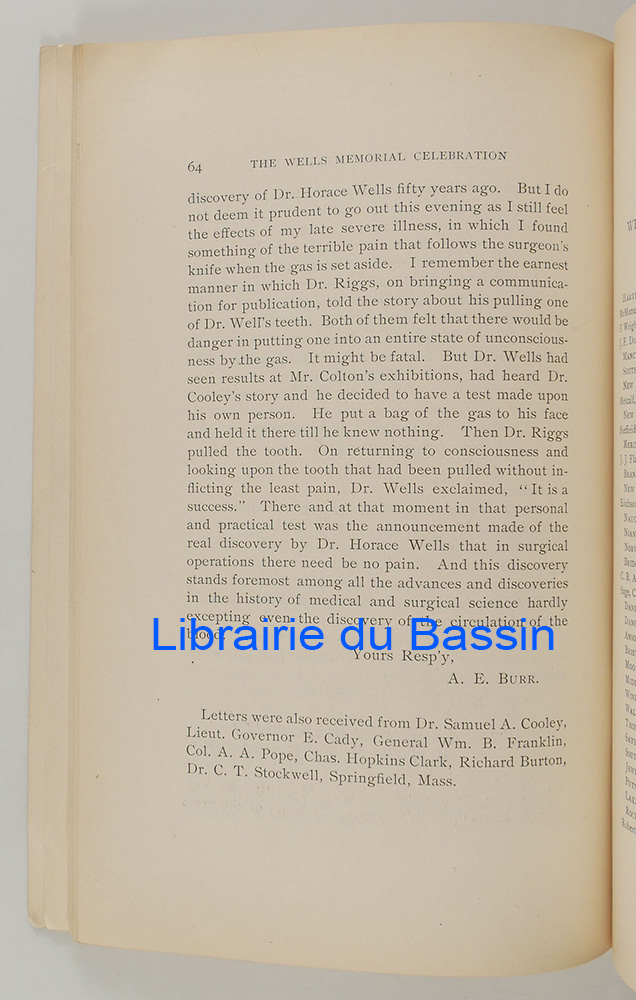 64 THE WELLS MEMORIAL CELEBRATION
discovery of Dr. Horace Wells fifty years ago. But I do
not deem it prudent to go out this evening as I still feel
the effects of my late severe illness, in which I found
something of the terrible pain that follows the surgeon's
knife when the gas is set aside. I remember the earnest
manner in which Dr. Riggs, on bringing a communica-
tion for publication, told the story about his pulling one
of Dr. Well's teeth. Both of them felt that there would be
danger in putting one into an entire state of unconscious-
ness by the gas. It might be fatal. But Dr. Wells had
seen results at Mr. Colton's exhibitions, had heard Dr.
Cooley's story and he decided to have a test made upon
his own person. He put a bag of the gas to his face
and held it there till he knew nothing. Then Dr. Riggs
pulled the tooth. On returning to consciousness and
looking upon the tooth that had been pulled without in-
flicting the least pain, Dr. Wells exclaimed, "It is a
success." There and at that moment in that personal
and practical test was the announcement made of the
real discovery by Dr. Horace Wells that in surgical
operations there need be no pain. And this discovery
stands foremost among all the advances and discoveries
in the history of medical and surgical science hardly
excepting even the discovery of the circulation of the
blood.
Librairie du Bassin
Yours Resp'y,
A. E. BURR.
Letters were also received from Dr. Samuel A. Cooley,
Lieut. Governor E. Cady, General Wm. B. Franklin,
Col. A. A. Pope, Chas. Hopkins Clark, Richard Burton,
Dr. C. T. Stockwell, Springfield, Mass.